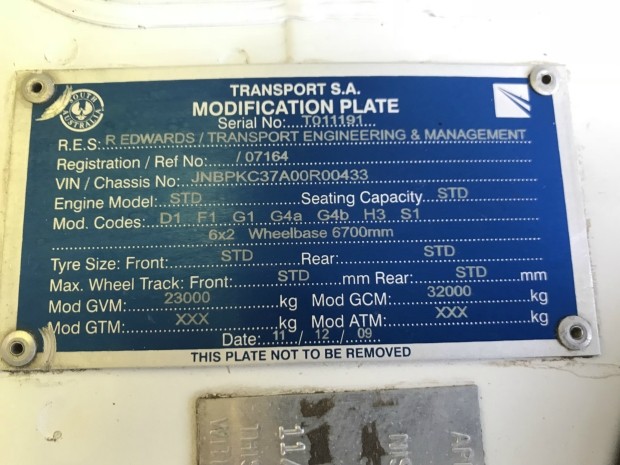 SOUTH AUSTRALIA
TRANSPORT S.A.
MODIFICATION PLATE
Serial No: T011191
R.E.S: R EDWARDS / TRANSPORT ENGINEERING & MANAGEMENT
Registration / Ref No: / 07164
VIN / Chassis No: JNBPKC37A00R00433
Engine Model: STD Seating Capacity STD
Mod. Codes: D1 F1 G1 G4a G4b H3 S1
6x2 Wheelbase 6700mm
Tyre Size: Front: STD Rear: STD
Max. Wheel Track: Front: STD mm Rear: STD mm
Mod GVM: 23000 kg Mod GCM: 32000 kg
Mod GTM: XXX kg Mod ATM: XXX kg
Date: 11 / 12 / 09
THIS PLATE NOT TO BE REMOVED